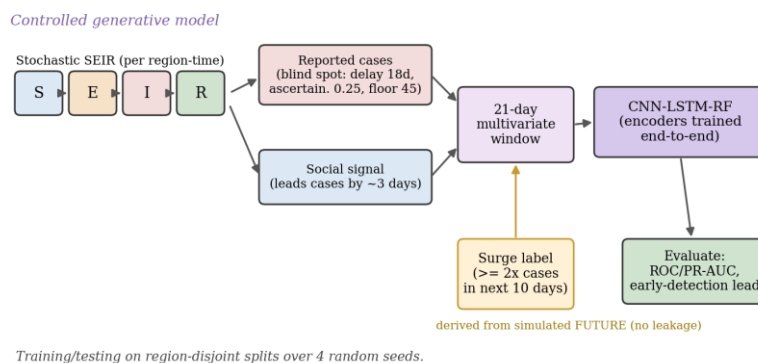 Controlled generative model
Stochastic SEIR (per region-time)
S
E
I
R
Reported cases
(blind spot: delay 18d,
ascertain. 0.25, floor 45)
Social signal
(leads cases by ~3 days)
21-day
multivariate
window
CNN-LSTM-RF
(encoders trained
end-to-end)
Surge label
(>= 2x cases
in next 10 days)
Evaluate:
ROC/PR-AUC,
early-detection lead
derived from simulated FUTURE (no leakage)
Training/testing on region-disjoint splits over 4 random seeds.